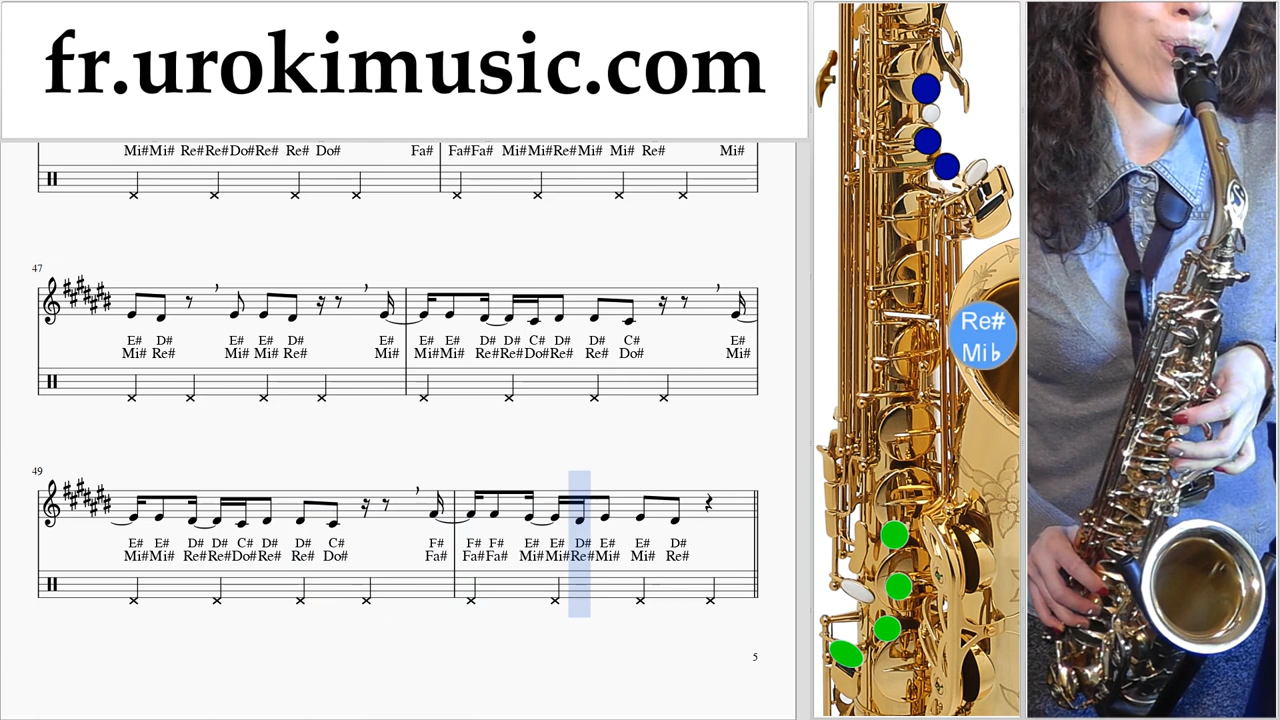 fr.urokimusic.com
Mi#Mi# Re#Re#Do#Re# Re# Do# Fa# Fa#Fa# Mi#Mi#Re#Mi# Mi# Re# Mi#
47
E# D# E# E# D# E# E# E# D# D# C# D# D# C# E#
Mi# Re# Mi# Mi# Re# Mi# Mi#Mi# Re#Re#Do#Re# Re# Do# Mi#
49
E# E# D# D# C# D# D# C# F# F# F# E# E# D# E# E# D#
Mi#Mi# Re#Re#Do#Re# Re# Do# Fa# Fa#Fa# Mi#Mi#Re#Mi# Mi# Re#
5
Re#
Mi♭